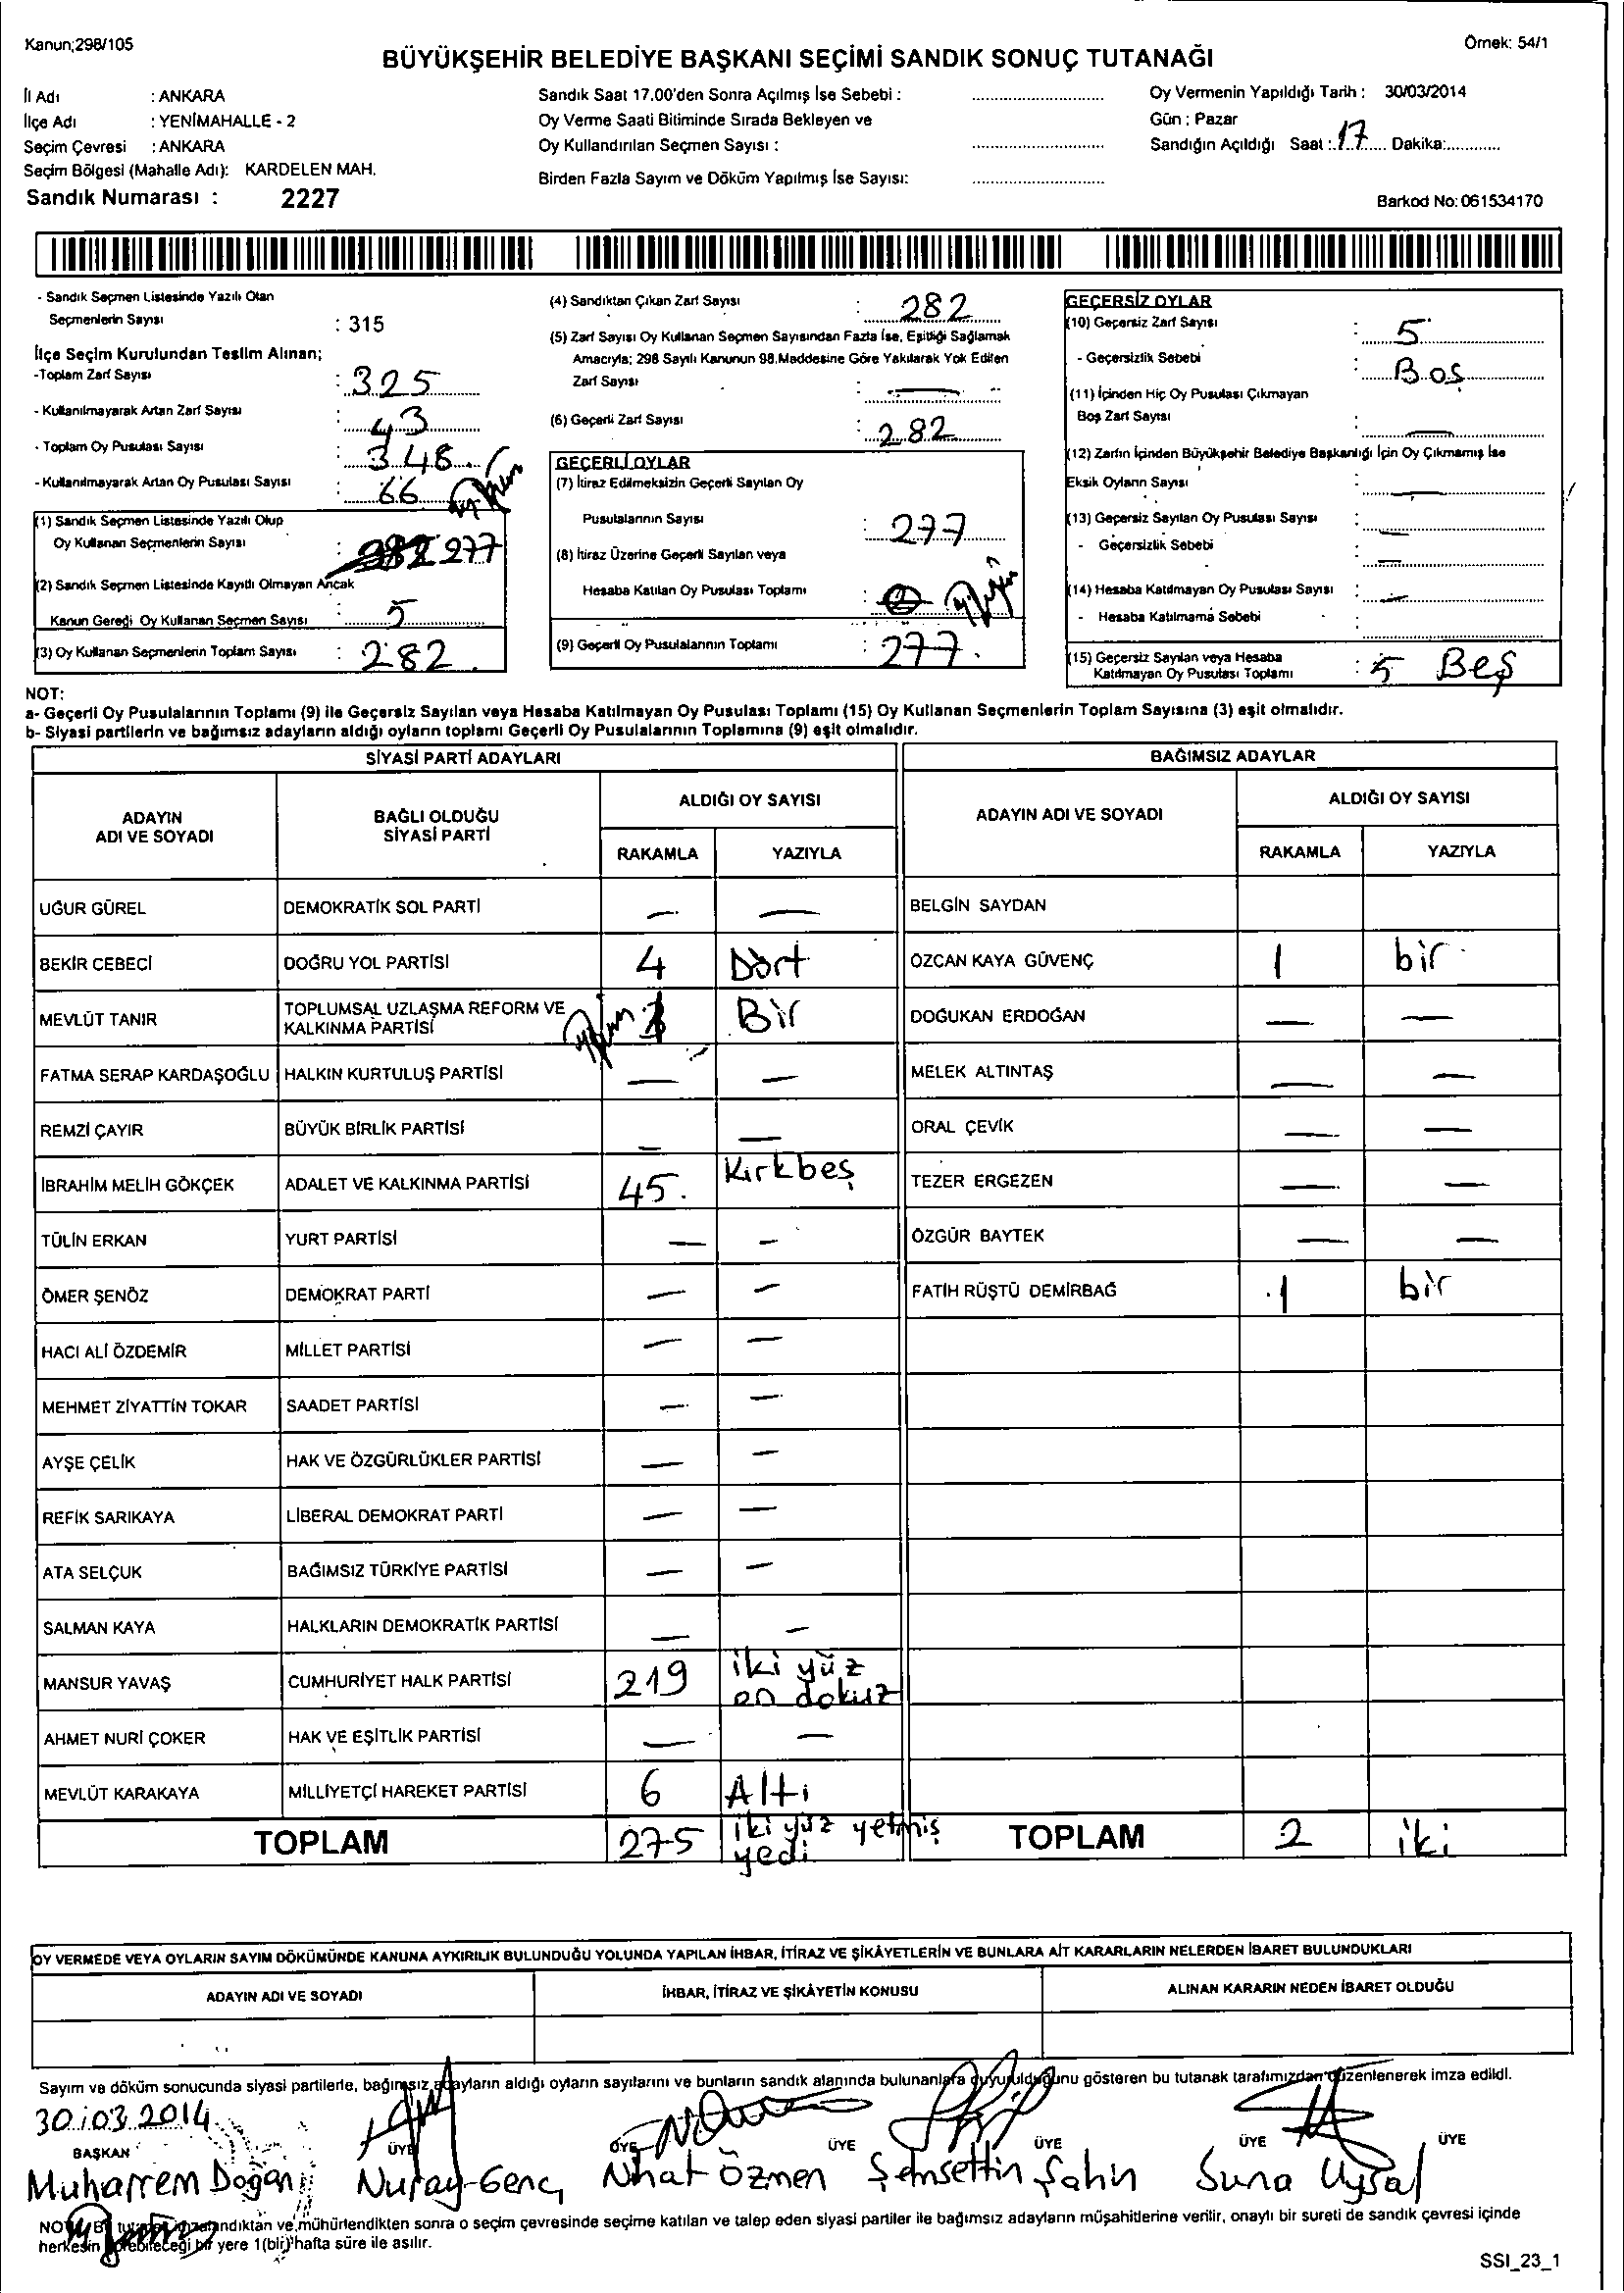 Kanun;298/105
Örnek: 54/1
BÜYÜKŞEHİR BELEDİYE BAŞKANI SEÇİMİ SANDIK SONUÇ TUTANAĞI
İl Adı : ANKARA
İlçe Adı : YENİMAHALLE - 2
Seçim Çevresi : ANKARA
Seçim Bölgesi (Mahalle Adı): KARDELEN MAH.
Sandık Numarası : 2227
Sandık Saat 17.00'den Sonra Açılmış İse Sebebi :
Oy Verme Saati Bitiminde Sırada Bekleyen ve
Oy Kullandırılan Seçmen Sayısı :
Birden Fazla Sayım ve Döküm Yapılmış İse Sayısı:
Oy Vermenin Yapıldığı Tarih : 30/03/2014
Gün : Pazar
Sandığın Açıldığı Saat : 17 Dakika:
Barkod No: 061534170
- Sandık Seçmen Listesinde Yazılı Olan
Seçmenlerin Sayısı : 315
İlçe Seçim Kurulundan Teslim Alınan;
-Toplam Zarf Sayısı : 325
- Kullanılmayarak Artan Zarf Sayısı : 43
- Toplam Oy Pusulası Sayısı : 348
- Kullanılmayarak Artan Oy Pusulası Sayısı : 66
(1) Sandık Seçmen Listesinde Yazılı Olup
Oy Kullanan Seçmenlerin Sayısı : 277
(2) Sandık Seçmen Listesinde Kayıtlı Olmayan Ancak
Kanun Gereği Oy Kullanan Seçmen Sayısı : 5
(3) Oy Kullanan Seçmenlerin Toplam Sayısı : 282
(4) Sandıktan Çıkan Zarf Sayısı : 282
(5) Zarf Sayısı Oy Kullanan Seçmen Sayısından Fazla İse, Eşitliği Sağlamak
Amacıyla; 298 Sayılı Kanunun 98.Maddesine Göre Yakılarak Yok Edilen
Zarf Sayısı : —
(6) Geçerli Zarf Sayısı : 282
GEÇERLİ OYLAR
(7) İtiraz Edilmeksizin Geçerli Sayılan Oy
Pusulalarının Sayısı : 277
(8) İtiraz Üzerine Geçerli Sayılan veya
Hesaba Katılan Oy Pusulası Toplamı :
(9) Geçerli Oy Pusulalarının Toplamı : 277.
GEÇERSİZ OYLAR
(10) Geçersiz Zarf Sayısı : 5
- Geçersizlik Sebebi : Boş
(11) İçinden Hiç Oy Pusulası Çıkmayan
Boş Zarf Sayısı : —
(12) Zarfın İçinden Büyükşehir Belediye Başkanlığı İçin Oy Çıkmamış İse
Eksik Oyların Sayısı : —
(13) Geçersiz Sayılan Oy Pusulası Sayısı : —
- Geçersizlik Sebebi : —
(14) Hesaba Katılmayan Oy Pusulası Sayısı : —
- Hesaba Katılmama Sebebi :
(15) Geçersiz Sayılan veya Hesaba
Katılmayan Oy Pusulası Toplamı : 5 Beş
NOT:
a- Geçerli Oy Pusulalarının Toplamı (9) ile Geçersiz Sayılan veya Hesaba Katılmayan Oy Pusulası Toplamı (15) Oy Kullanan Seçmenlerin Toplam Sayısına (3) eşit olmalıdır.
b- Siyasi partilerin ve bağımsız adayların aldığı oyların toplamı Geçerli Oy Pusulalarının Toplamına (9) eşit olmalıdır.
SİYASİ PARTİ ADAYLARI
ADAYIN ADI VE SOYADI
BAĞLI OLDUĞU SİYASİ PARTİ
ALDIĞI OY SAYISI
RAKAMLA YAZIYLA
UĞUR GÜREL DEMOKRATİK SOL PARTİ — —
BEKİR CEBECİ DOĞRU YOL PARTİSİ 4 Dört
MEVLÜT TANIR TOPLUMSAL UZLAŞMA REFORM VE KALKINMA PARTİSİ 1 Bir
FATMA SERAP KARDAŞOĞLU HALKIN KURTULUŞ PARTİSİ — —
REMZİ ÇAYIR BÜYÜK BİRLİK PARTİSİ — —
İBRAHİM MELİH GÖKÇEK ADALET VE KALKINMA PARTİSİ 45. Kırkbeş
TÜLİN ERKAN YURT PARTİSİ — —
ÖMER ŞENÖZ DEMOKRAT PARTİ — —
HACI ALİ ÖZDEMİR MİLLET PARTİSİ — —
MEHMET ZİYATTİN TOKAR SAADET PARTİSİ — —
AYŞE ÇELİK HAK VE ÖZGÜRLÜKLER PARTİSİ — —
REFİK SARIKAYA LİBERAL DEMOKRAT PARTİ — —
ATA SELÇUK BAĞIMSIZ TÜRKİYE PARTİSİ — —
SALMAN KAYA HALKLARIN DEMOKRATİK PARTİSİ — —
MANSUR YAVAŞ CUMHURİYET HALK PARTİSİ 219 iki yüz on dokuz
AHMET NURİ ÇOKER HAK VE EŞİTLİK PARTİSİ — —
MEVLÜT KARAKAYA MİLLİYETÇİ HAREKET PARTİSİ 6 Altı
TOPLAM 275 iki yüz yetmiş yedi
BAĞIMSIZ ADAYLAR
ADAYIN ADI VE SOYADI
ALDIĞI OY SAYISI
RAKAMLA YAZIYLA
BELGİN SAYDAN
ÖZCAN KAYA GÜVENÇ 1 bir
DOĞUKAN ERDOĞAN — —
MELEK ALTINTAŞ — —
ORAL ÇEVİK — —
TEZER ERGEZEN — —
ÖZGÜR BAYTEK — —
FATİH RÜŞTÜ DEMİRBAĞ 1 bir
TOPLAM 2 iki
OY VERMEDE VEYA OYLARIN SAYIM DÖKÜMÜNDE KANUNA AYKIRILIK BULUNDUĞU YOLUNDA YAPILAN İHBAR, İTİRAZ VE ŞİKÂYETLERİN VE BUNLARA AİT KARARLARIN NELERDEN İBARET BULUNDUKLARI
ADAYIN ADI VE SOYADI İHBAR, İTİRAZ VE ŞİKÂYETİN KONUSU ALINAN KARARIN NEDEN İBARET OLDUĞU
Sayım ve döküm sonucunda siyasi partilerle, bağımsız adayların aldığı oyların sayılarını ve bunların sandık alanında bulunanlara duyurulduğunu gösteren bu tutanak tarafımızdan düzenlenerek imza edildi.
30.03.2014
BAŞKAN ÜYE ÜYE ÜYE ÜYE ÜYE ÜYE
Muharrem Doğan Nuray Genç Nihat Özmen Şemsettin Şahin Suna Uysal
NOT: Bu tutanak imzalandıktan ve mühürlendikten sonra o seçim çevresinde seçime katılan ve talep eden siyasi partiler ile bağımsız adayların müşahitlerine verilir, onaylı bir sureti de sandık çevresi içinde
herkesin görebileceği bir yere 1(bir) hafta süre ile asılır.
SSI_23_1